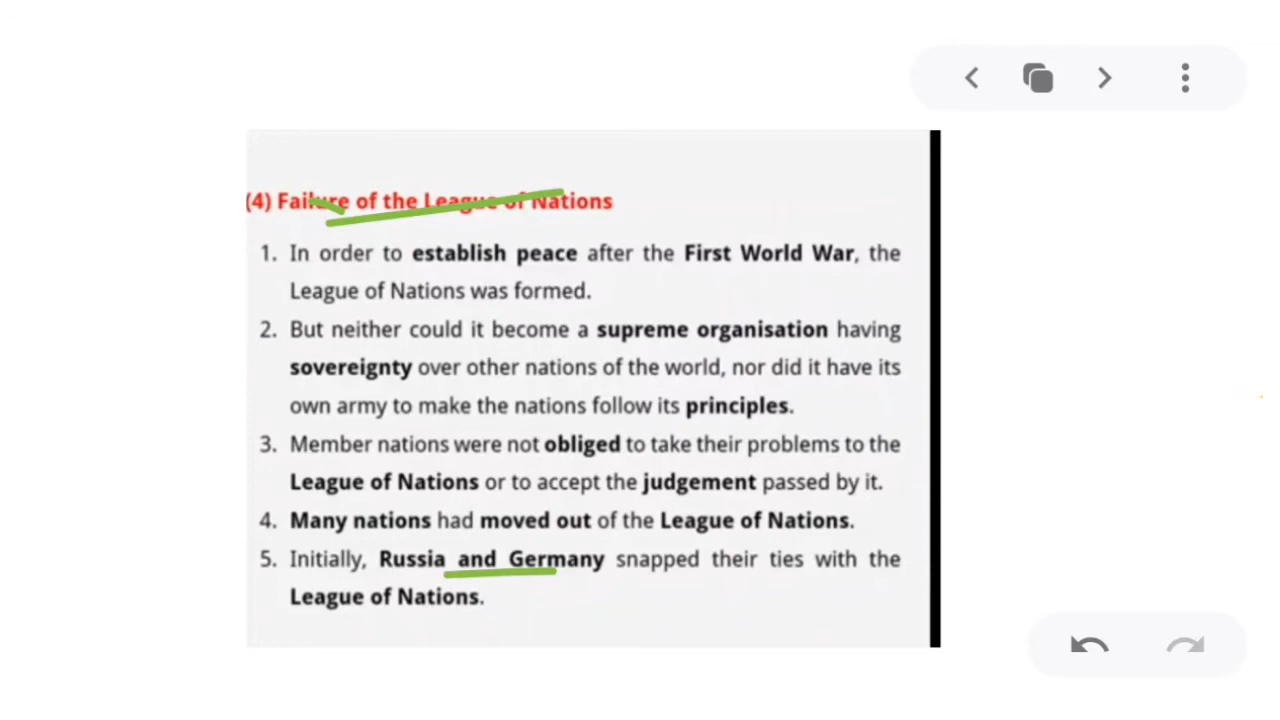 (4) Failure of the League of Nations
1. In order to establish peace after the First World War, the
League of Nations was formed.
2. But neither could it become a supreme organisation having
sovereignty over other nations of the world, nor did it have its
own army to make the nations follow its principles.
3. Member nations were not obliged to take their problems to the
League of Nations or to accept the judgement passed by it.
4. Many nations had moved out of the League of Nations.
5. Initially, Russia and Germany snapped their ties with the
League of Nations.